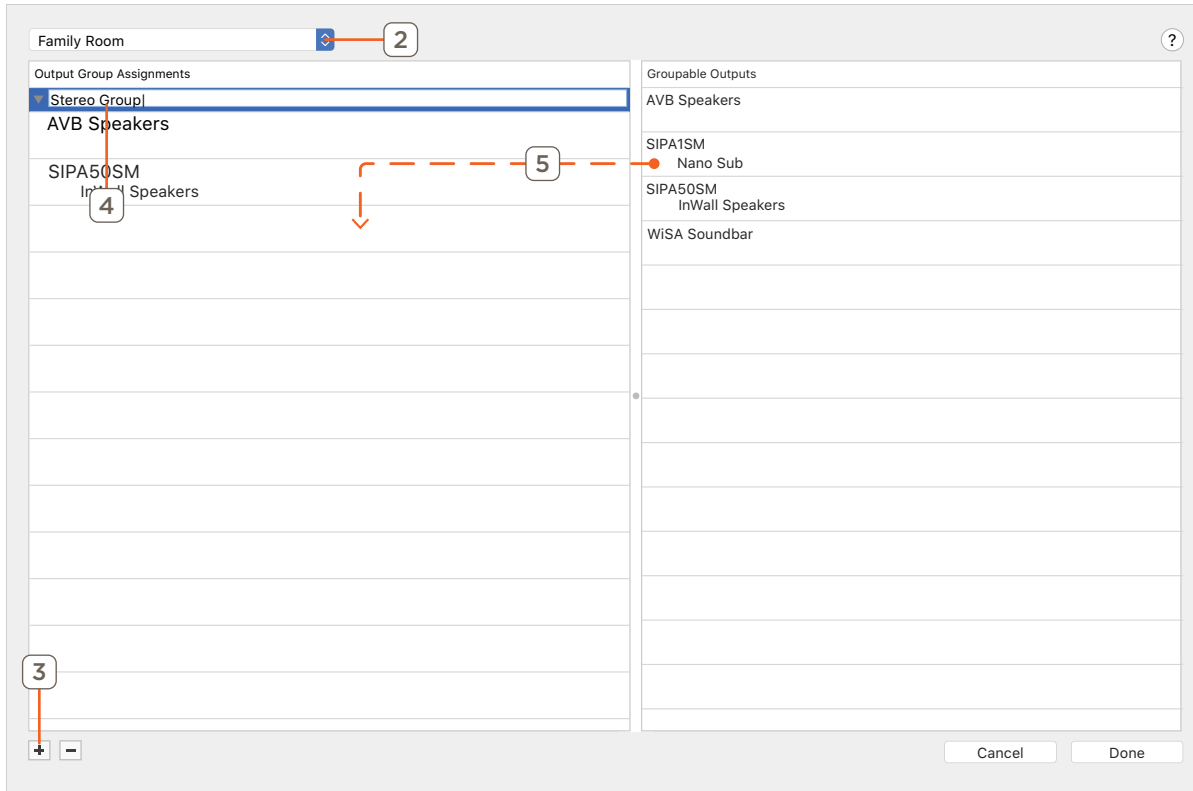 Family Room
2
?
Output Group Assignments
Stereo Group
AVB Speakers
SIPA50SM
InWall Speakers
4
5
3
+ -
Groupable Outputs
AVB Speakers
SIPA1SM
Nano Sub
SIPA50SM
InWall Speakers
WiSA Soundbar
Cancel
Done